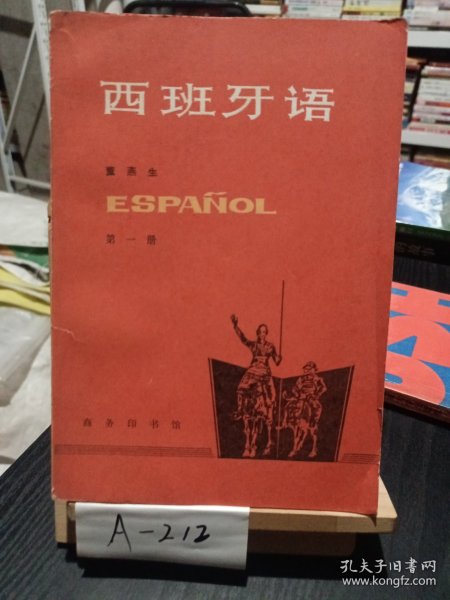 西班牙语
董燕生
ESPAÑOL
第一册
商务印书馆
A-212
孔夫子旧书网
www.kongfz.com